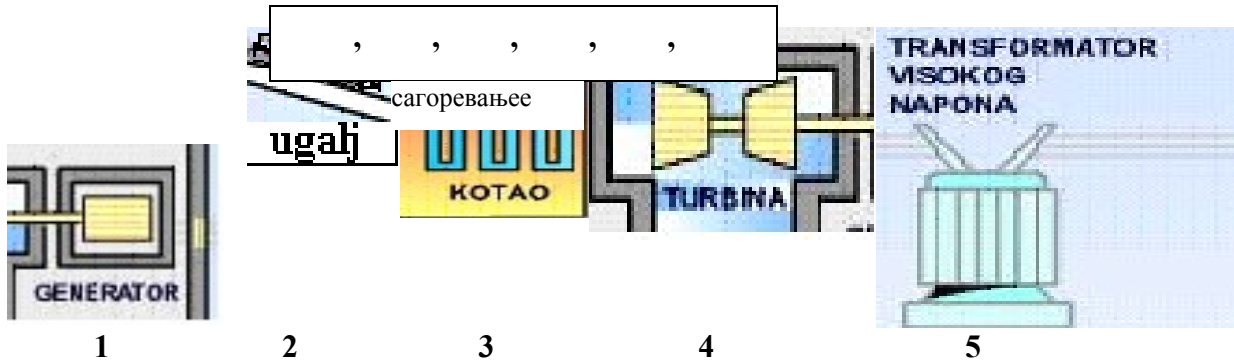 , , , , ,
TRANSFORMATOR
VISOKOG
NAPONA
сагоревањее
ugalj
KOTAO
TURBINA
GENERATOR
1 2 3 4 5